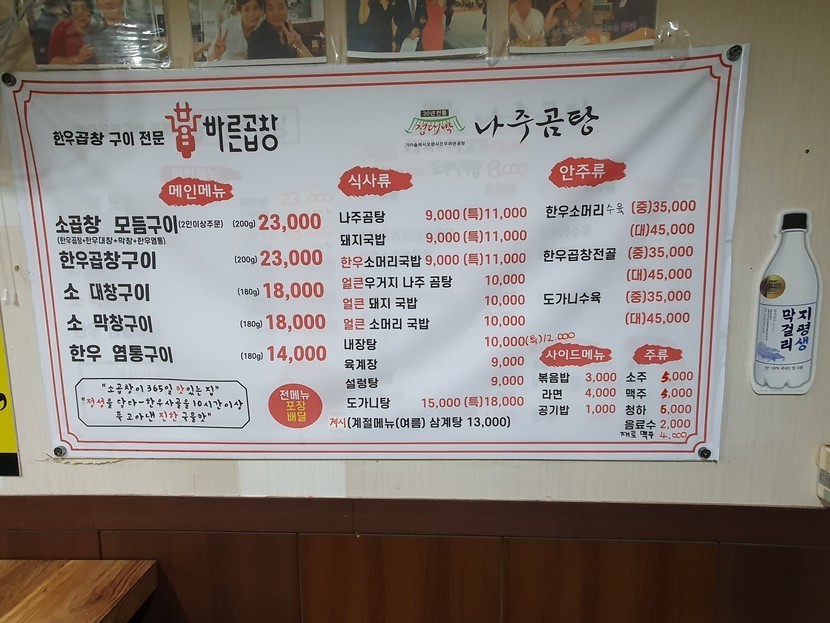 한우곱창 구이 전문 바른곱창
30년 전통
나주곰탕
메인메뉴
소곱창 모듬구이(2인이상주문) (200g) 23,000
(한우곱창+한우대창+막창+한우염통)
한우곱창구이 (200g) 23,000
소 대창구이 (180g) 18,000
소 막창구이 (180g) 18,000
한우 염통구이 (180g) 14,000
"소곱창이 365일 맛있는 집"
"정성을 담다-한우사골을 10시간이상
푹 고아낸 진한 국물맛"
전메뉴
포장
배달
식사류
나주곰탕 9,000 (특)11,000
돼지국밥 9,000 (특)11,000
한우소머리국밥 9,000 (특)11,000
얼큰우거지 나주 곰탕 10,000
얼큰 돼지 국밥 10,000
얼큰 소머리 국밥 10,000
내장탕 10,000 (특)12.000
육계장 9,000
설렁탕 9,000
도가니탕 15,000 (특)18,000
개시 (계절메뉴(여름) 삼계탕 13,000)
안주류
한우소머리수육 (중)35,000
(대)45,000
한우곱창전골 (중)35,000
(대)45,000
도가니수육 (중)35,000
(대)45,000
사이드메뉴
볶음밥 3,000
라면 4,000
공기밥 1,000
주류
소주 5,000
맥주 ,000
청하 6,000
음료수 2,000
맥주 4.000
지평생
막걸리